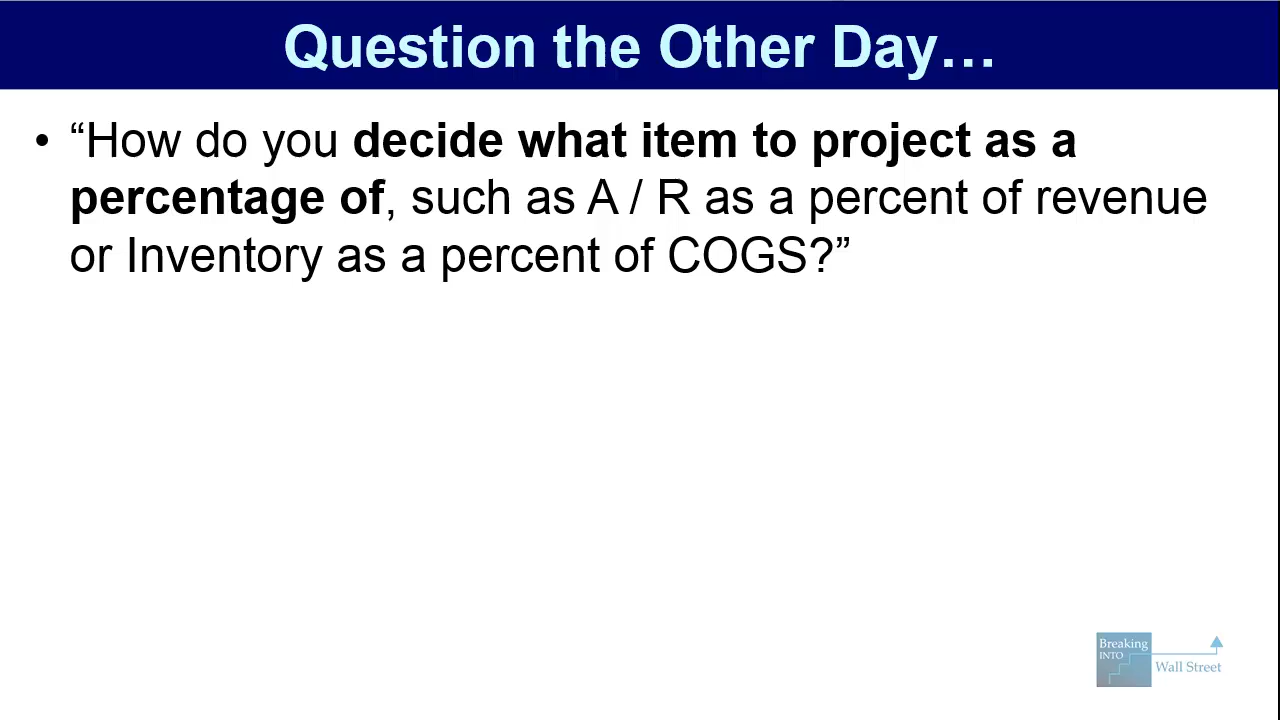 Question the Other Day…
• “How do you decide what item to project as a
percentage of, such as A / R as a percent of revenue
or Inventory as a percent of COGS?”
Breaking
INTO
Wall Street